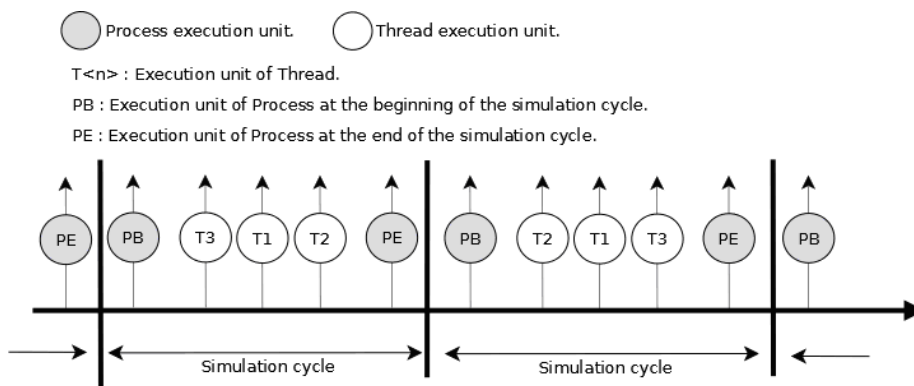 Process execution unit. Thread execution unit.
T<n> : Execution unit of Thread.
PB : Execution unit of Process at the beginning of the simulation cycle.
PE : Execution unit of Process at the end of the simulation cycle.
PE PB T3 T1 T2 PE PB T2 T1 T3 PE PB
Simulation cycle Simulation cycle